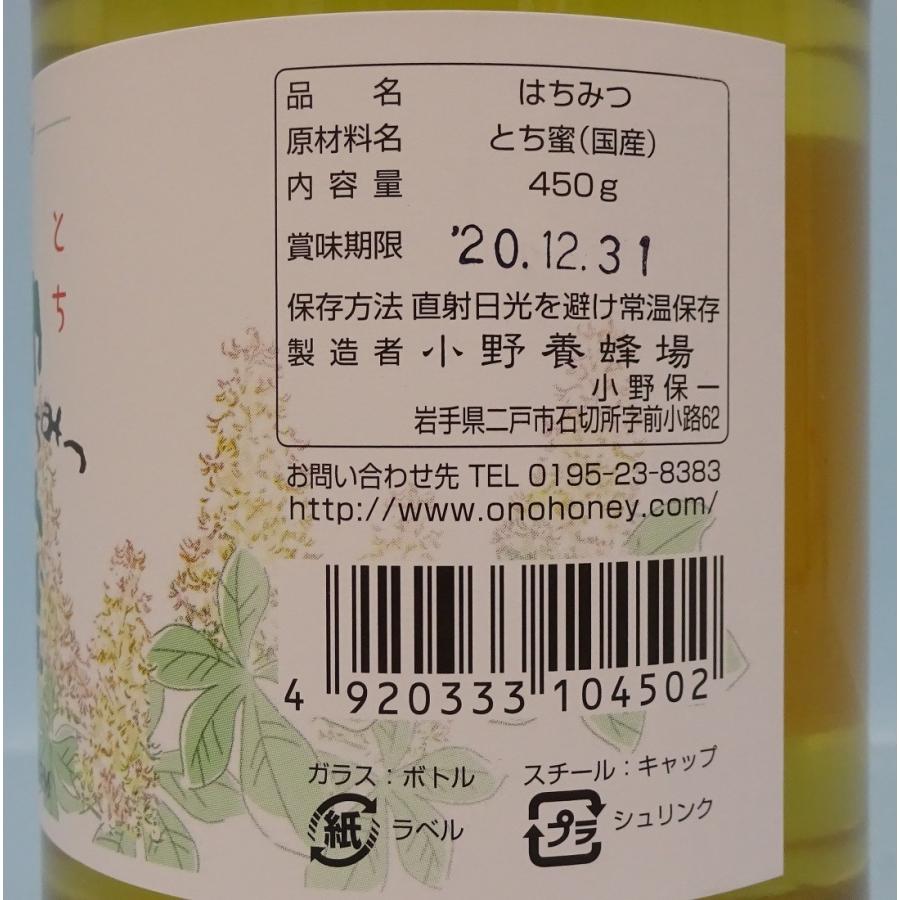 とち
品名 はちみつ
原材料名 とち蜜(国産)
内容量 450g
賞味期限 '20.12.31
保存方法 直射日光を避け常温保存
製造者 小野養蜂場
小野保一
岩手県二戸市石切所字前小路62
お問い合わせ先 TEL 0195-23-8383
http://www.onohoney.com/
4 920333 104502
ガラス：ボトル
スチール：キャップ
紙 ラベル
プラ シュリンク